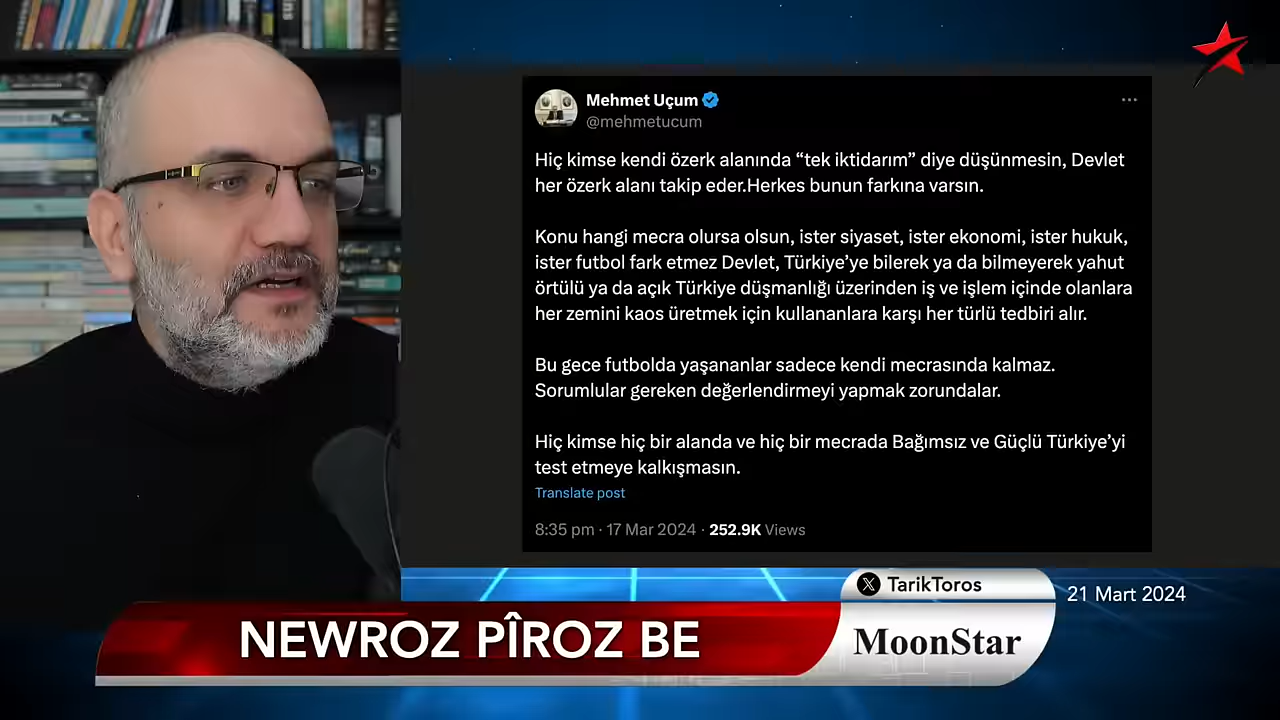 Mehmet Uçum
@mehmetucum
Hiç kimse kendi özerk alanında “tek iktidarım” diye düşünmesin, Devlet
her özerk alanı takip eder.Herkes bunun farkına varsın.
Konu hangi mecra olursa olsun, ister siyaset, ister ekonomi, ister hukuk,
ister futbol fark etmez Devlet, Türkiye’ye bilerek ya da bilmeyerek yahut
örtülü ya da açık Türkiye düşmanlığı üzerinden iş ve işlem içinde olanlara
her zemini kaos üretmek için kullananlara karşı her türlü tedbiri alır.
Bu gece futbolda yaşananlar sadece kendi mecrasında kalmaz.
Sorumlular gereken değerlendirmeyi yapmak zorundalar.
Hiç kimse hiç bir alanda ve hiç bir mecrada Bağımsız ve Güçlü Türkiye’yi
test etmeye kalkışmasın.
Translate post
8:35 pm · 17 Mar 2024 · 252.9K Views
TarikToros
21 Mart 2024
NEWROZ PÎROZ BE
MoonStar